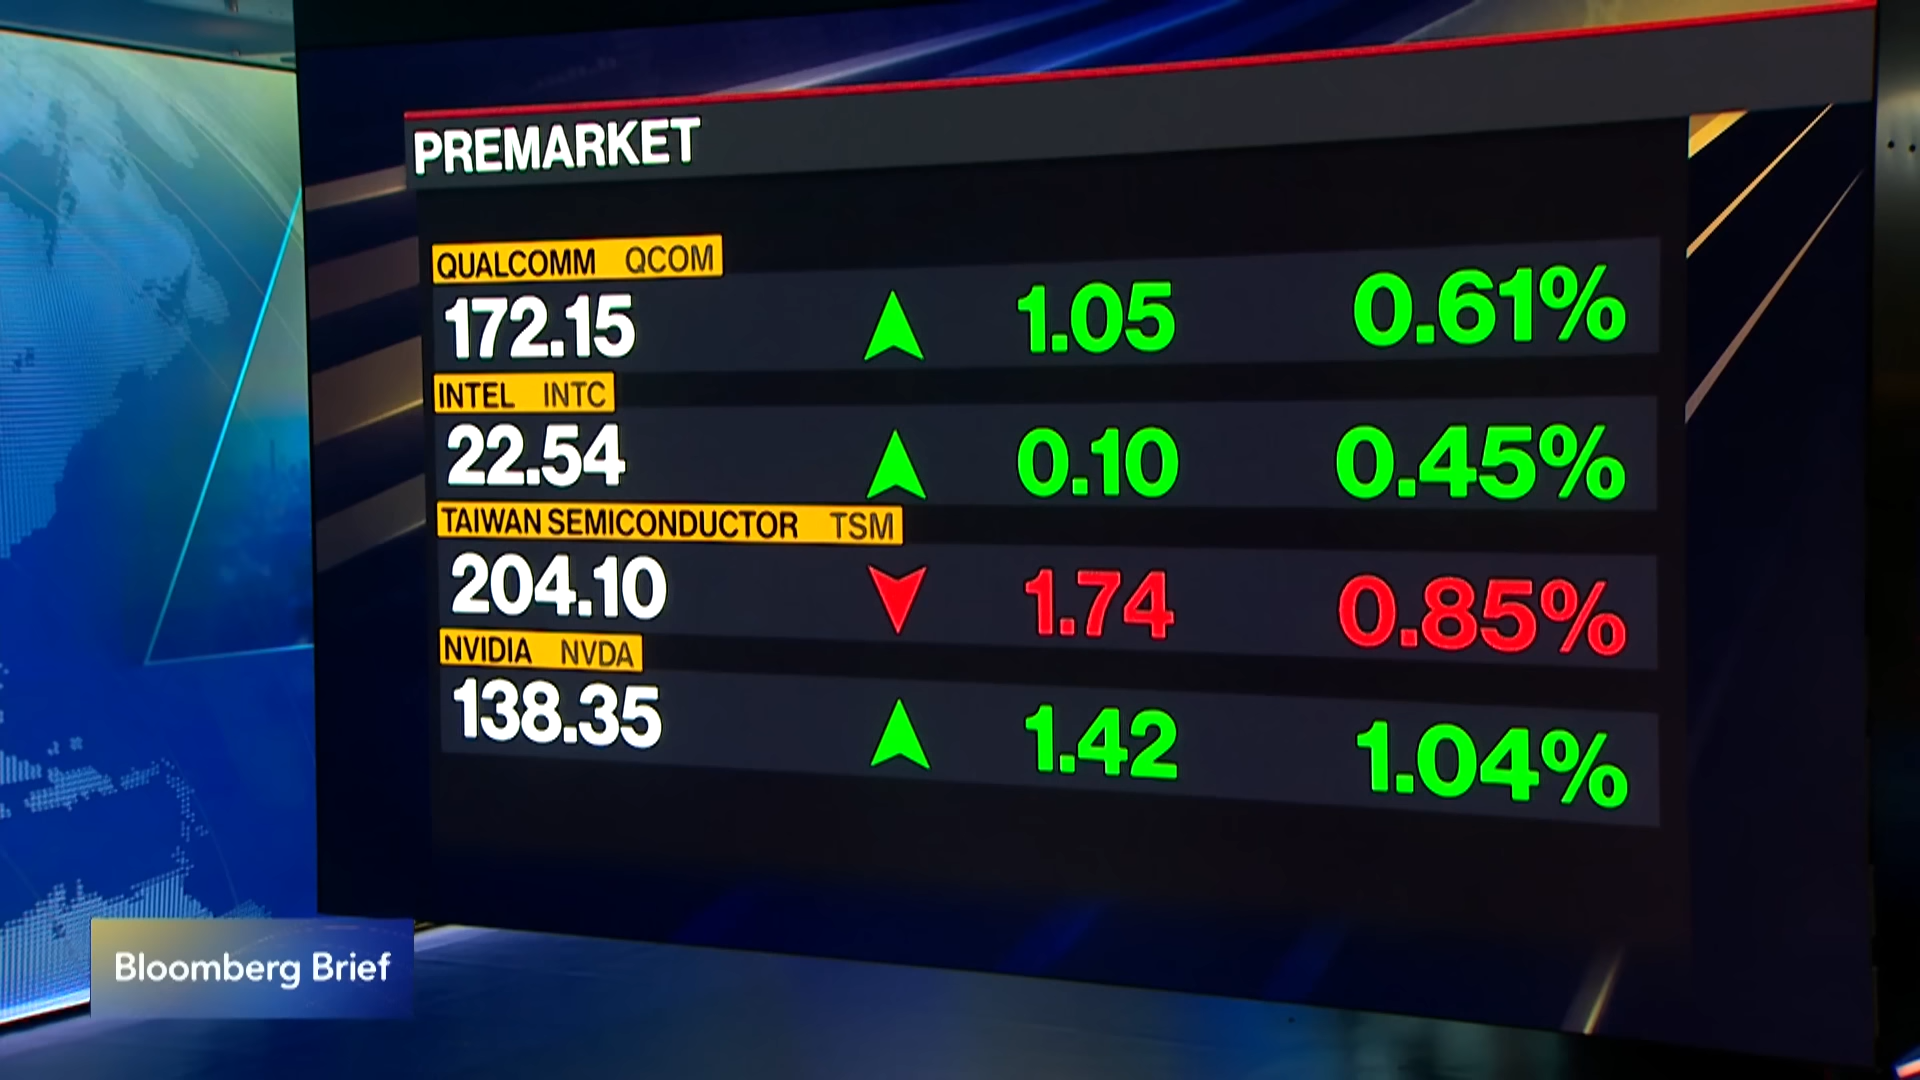 PREMARKET
QUALCOMM QCOM
172.15 1.05 0.61%
INTEL INTC
22.54 0.10 0.45%
TAIWAN SEMICONDUCTOR TSM
204.10 1.74 0.85%
NVIDIA NVDA
138.35 1.42 1.04%
Bloomberg Brief